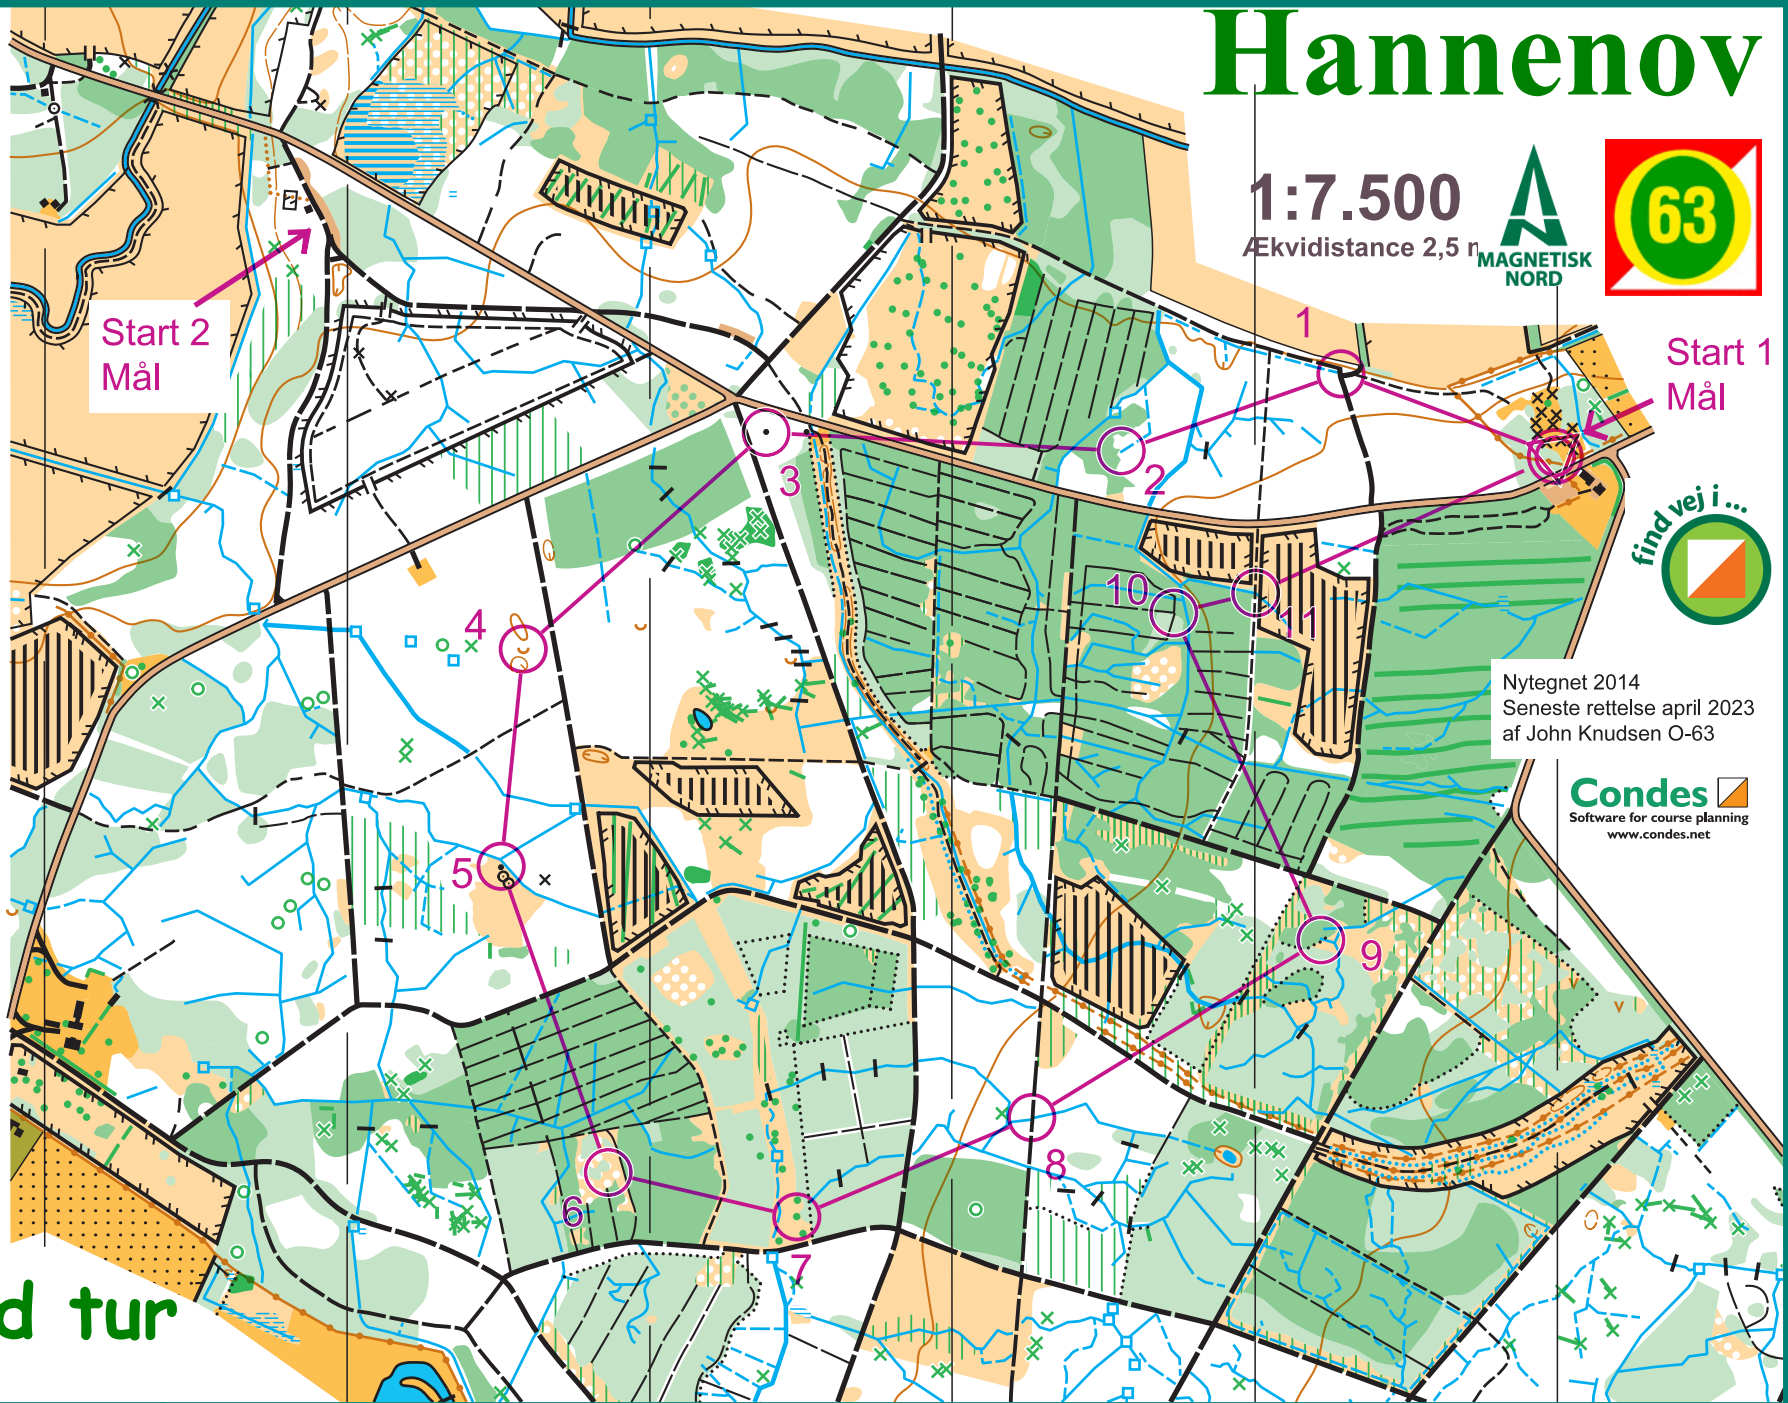 Hannenov
1:7.500
Ækvidistance 2,5
MAGNETISK
NORD
63
Start 2
Mål
Start 1
Mål
1
2
3
4
5
6
7
8
9
10
11
find vej i ...
Nytegnet 2014
Seneste rettelse april 2023
af John Knudsen O-63
Condes
Software for course planning
www.condes.net
d tur